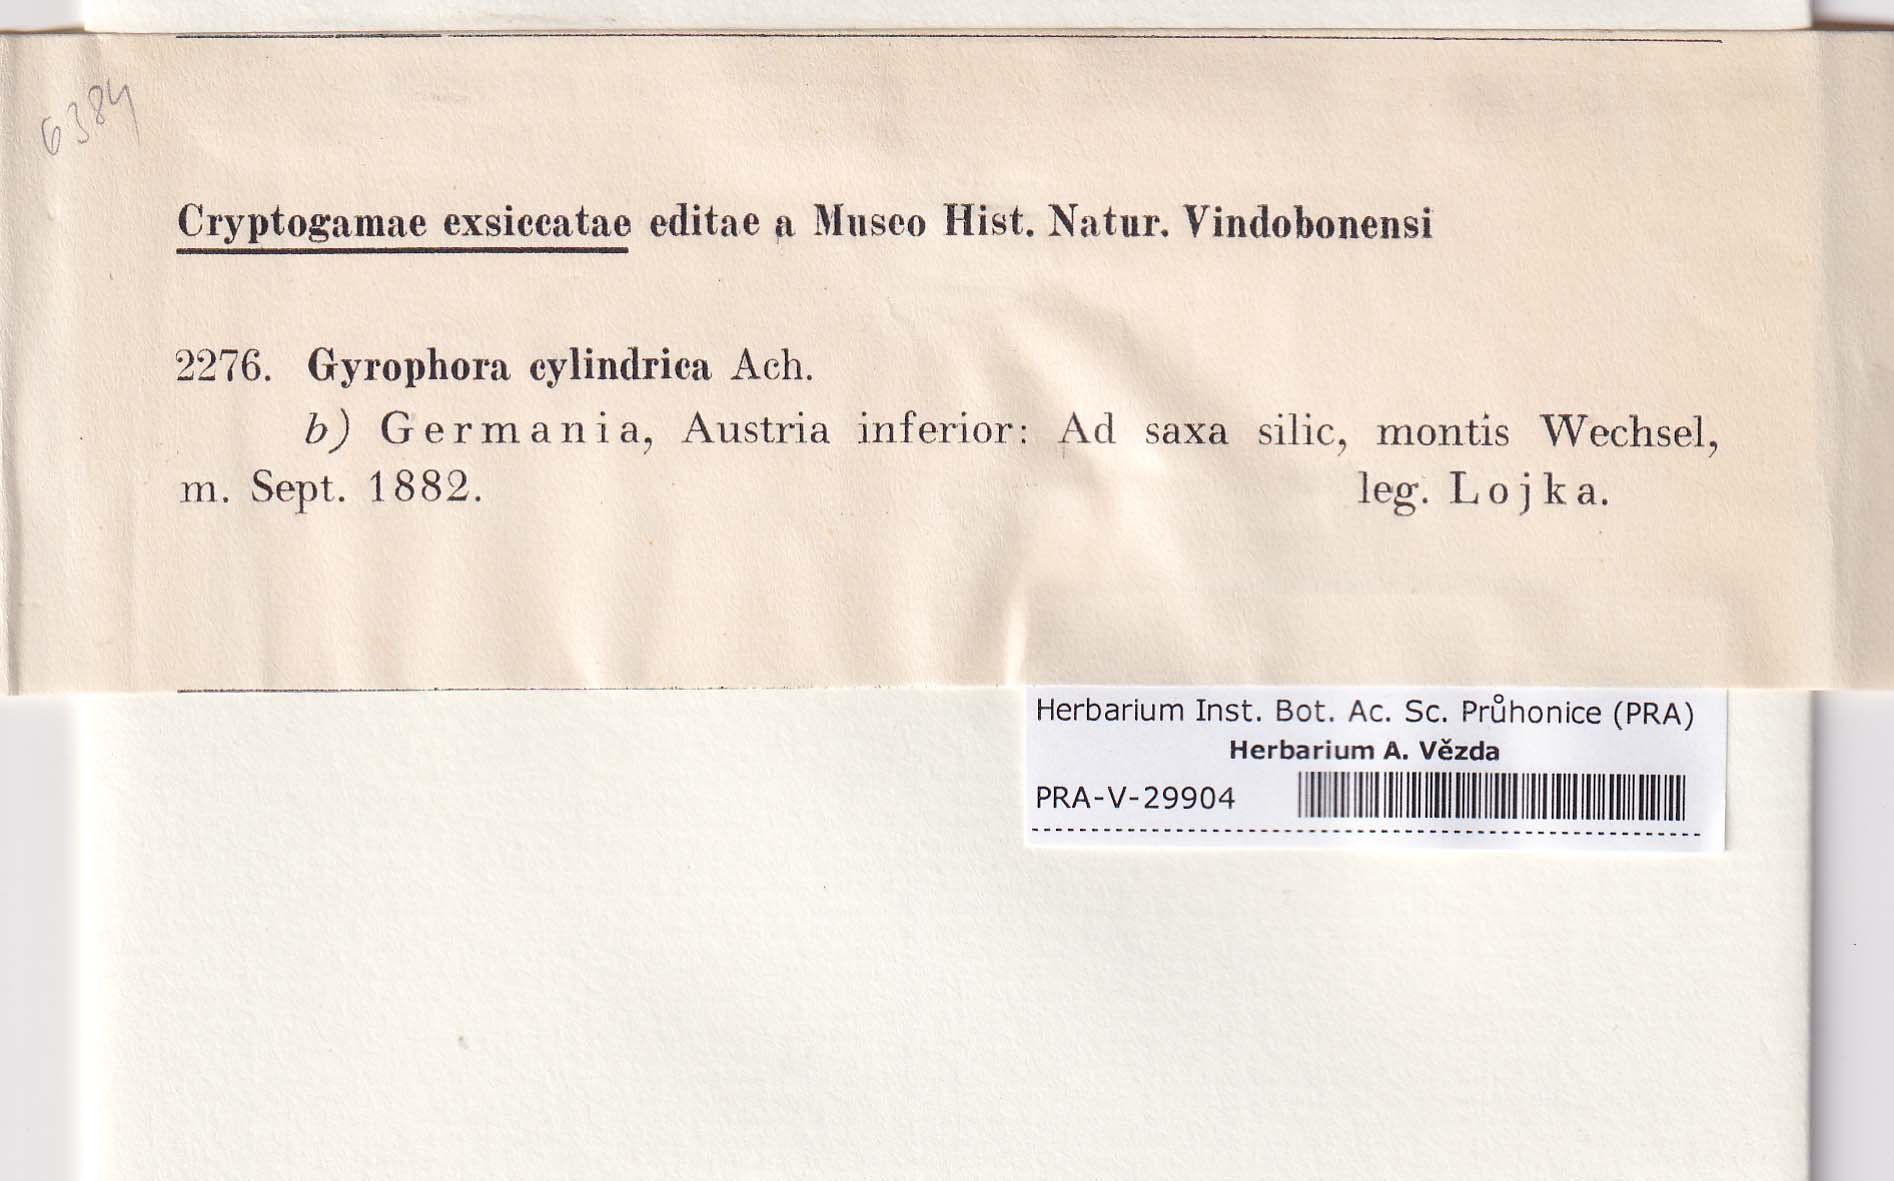 6384
Cryptogamae exsiccatae editae a Museo Hist. Natur. Vindobonensi
2276. Gyrophora cylindrica Ach.
b) Germania, Austria inferior: Ad saxa silic, montis Wechsel,
m. Sept. 1882. leg. Lojka.
Herbarium Inst. Bot. Ac. Sc. Průhonice (PRA)
Herbarium A. Vězda
PRA-V-29904